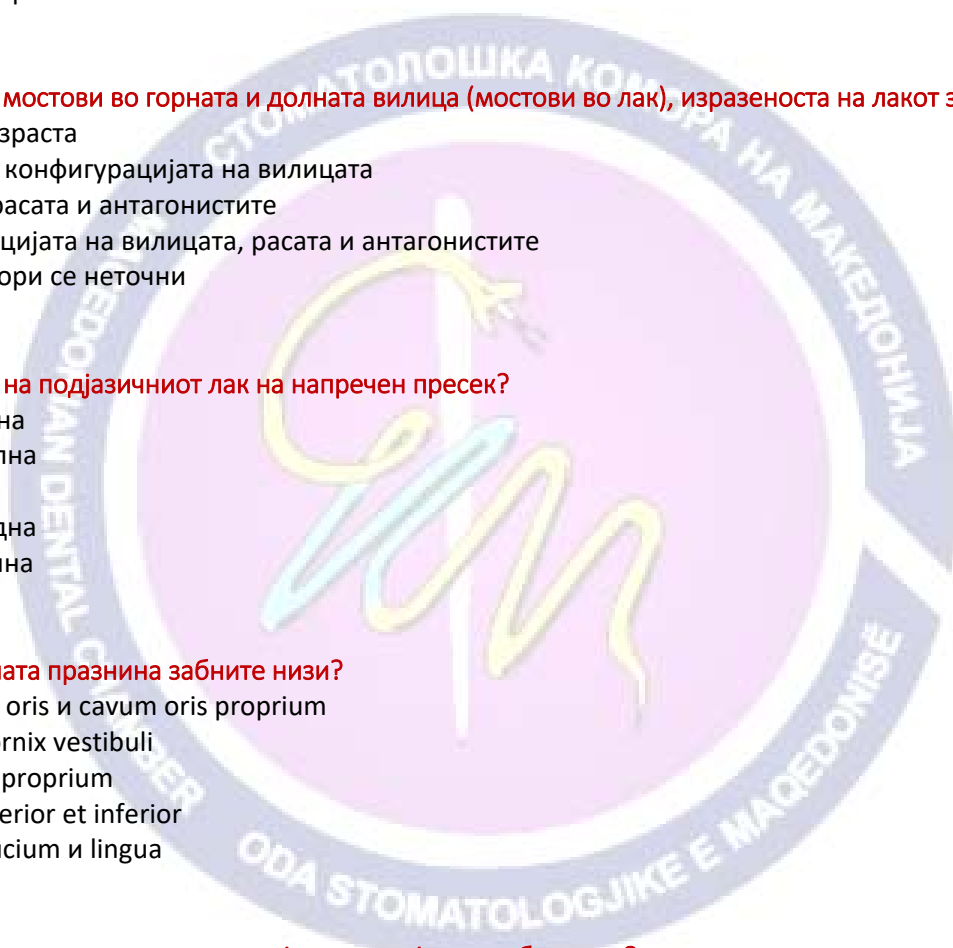 мостови во горната и долната вилица (мостови во лак), изразеноста на лакот з
зраста
конфигурацијата на вилицата
расата и антагонистите
цијата на вилицата, расата и антагонистите
ори се неточни
на подјазичниот лак на напречен пресек?
на
лна
дна
на
ната празнина забните низи?
oris и cavum oris proprium
ornix vestibuli
proprium
erior et inferior
ucium и lingua
СТОМАТОЛОШКА КОМОРА НА МАКЕДОНИЈА
MACEDONIAN DENTAL CHAMBER
ODA STOMATOLOGJIKE E MAQEDONISË